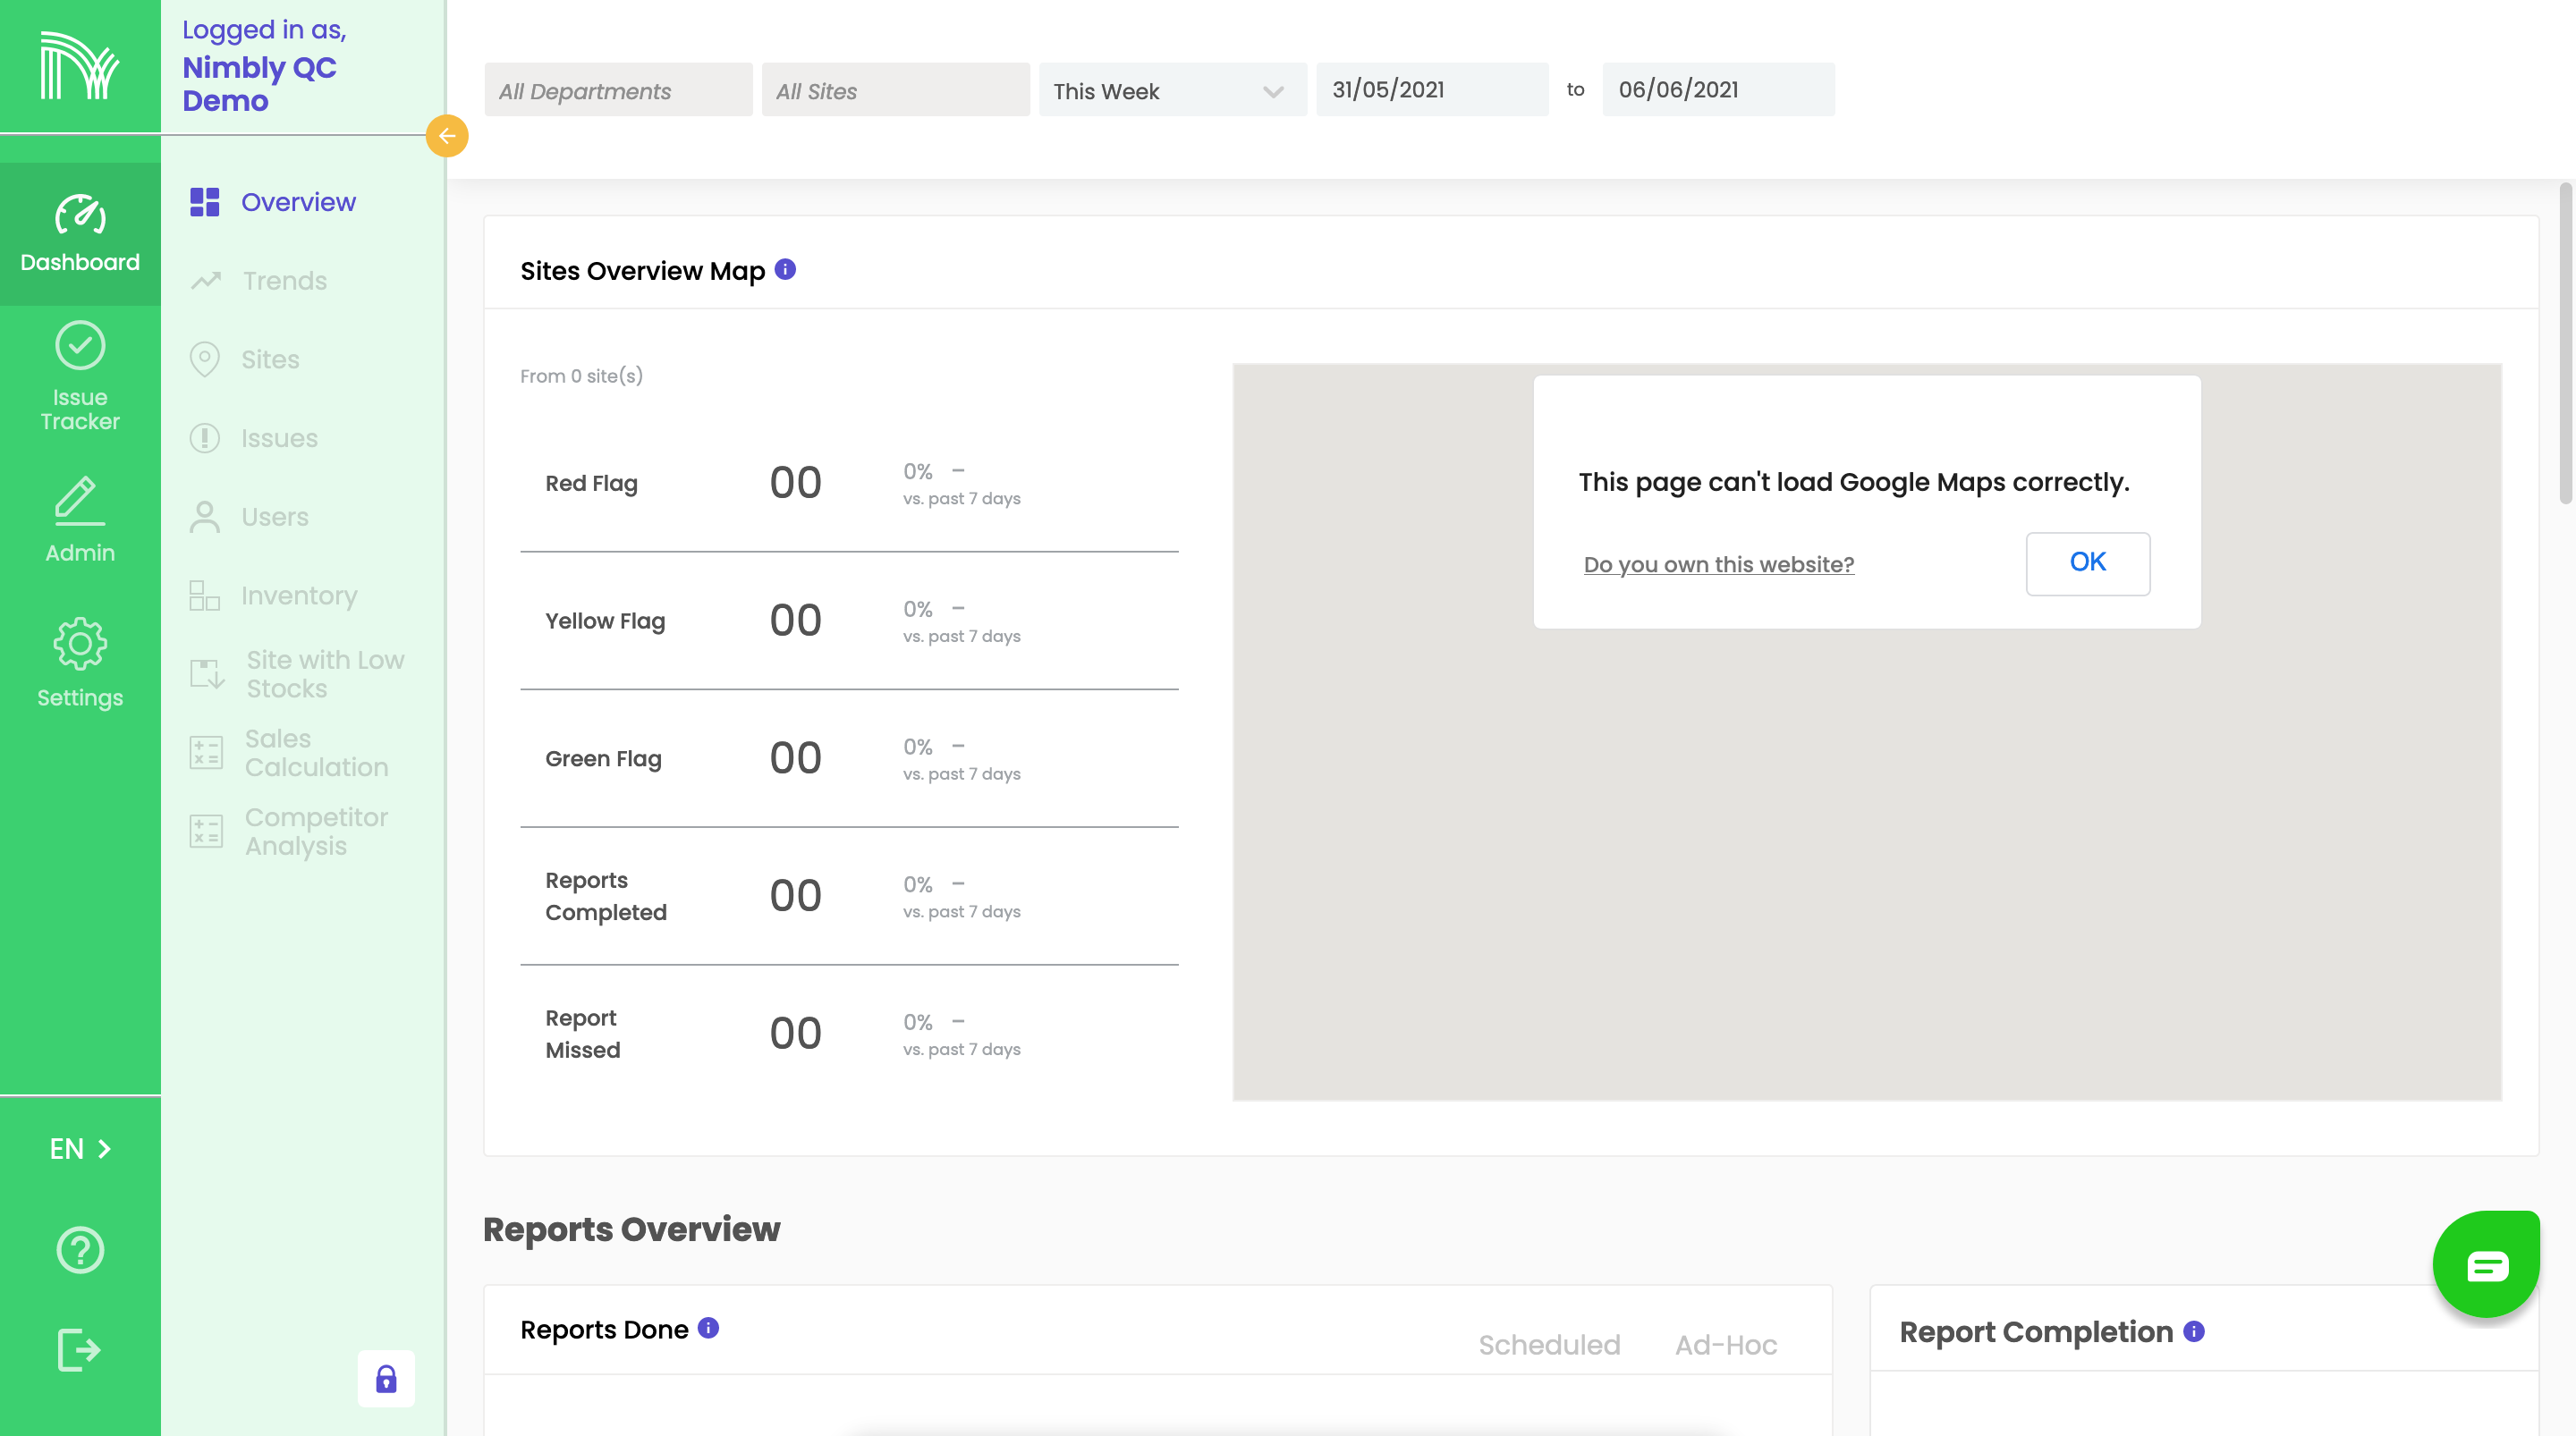 Logged in as,
Nimbly QC
Demo
Dashboard
Issue
Tracker
Admin
Settings
EN
Overview
Trends
Sites
Issues
Users
Inventory
Site with Low
Stocks
Sales
Calculation
Competitor
Analysis
All Departments
All Sites
This Week
31/05/2021
to
06/06/2021
Sites Overview Map
From 0 site(s)
Red Flag
00
0% –
vs. past 7 days
Yellow Flag
00
0% –
vs. past 7 days
Green Flag
00
0% –
vs. past 7 days
Reports
Completed
00
0% –
vs. past 7 days
Report
Missed
00
0% –
vs. past 7 days
This page can't load Google Maps correctly.
Do you own this website?
OK
Reports Overview
Reports Done
Scheduled
Ad-Hoc
Report Completion